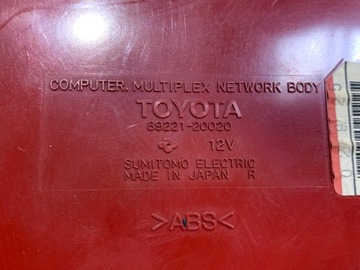 COMPUTER. MULTIPLEX NETWORK BODY
TOYOTA
89221-20020
12V
SUMITOMO ELECTRIC
MADE IN JAPAN R
>ABS<